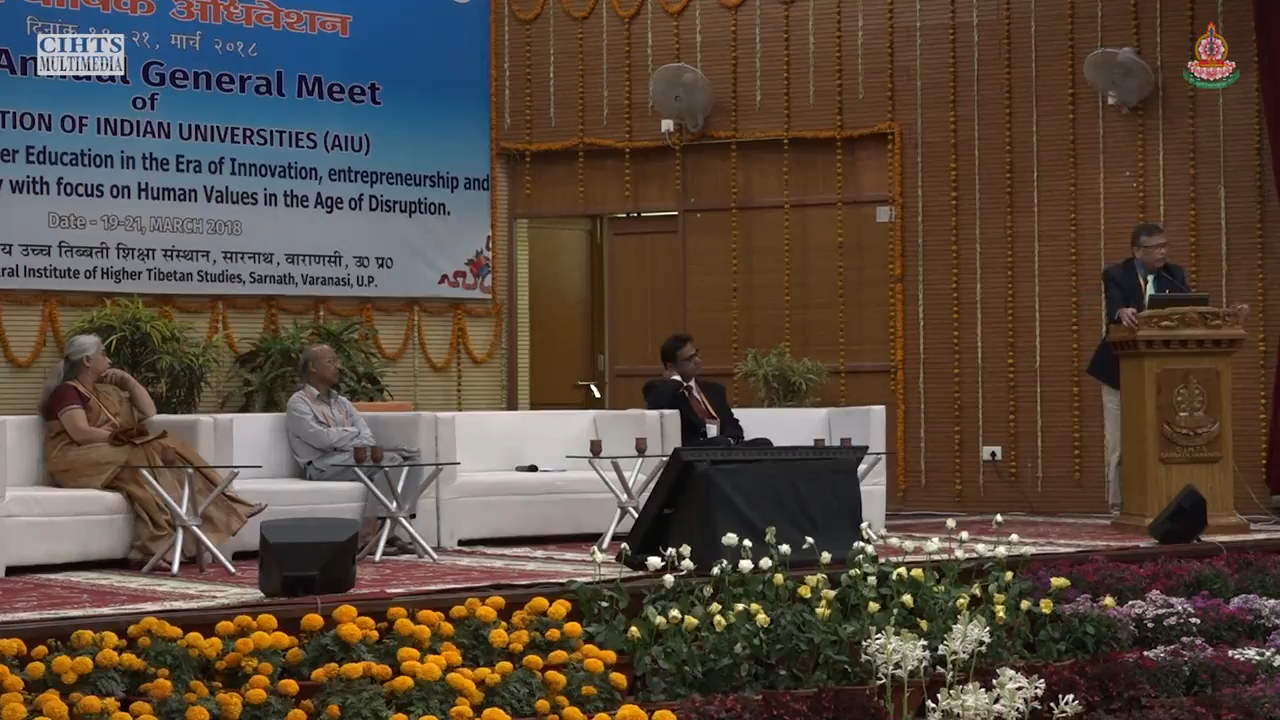 वार्षिक अधिवेशन
दिनांक १९-२१, मार्च २०१८
CIHTS
MULTIMEDIA
Annual General Meet
of
TION OF INDIAN UNIVERSITIES (AIU)
er Education in the Era of Innovation, entrepreneurship and
with focus on Human Values in the Age of Disruption.
Date - 19-21, MARCH 2018
य उच्च तिब्बती शिक्षा संस्थान, सारनाथ, वाराणसी, उ० प्र०
ral Institute of Higher Tibetan Studies, Sarnath, Varanasi, U.P.